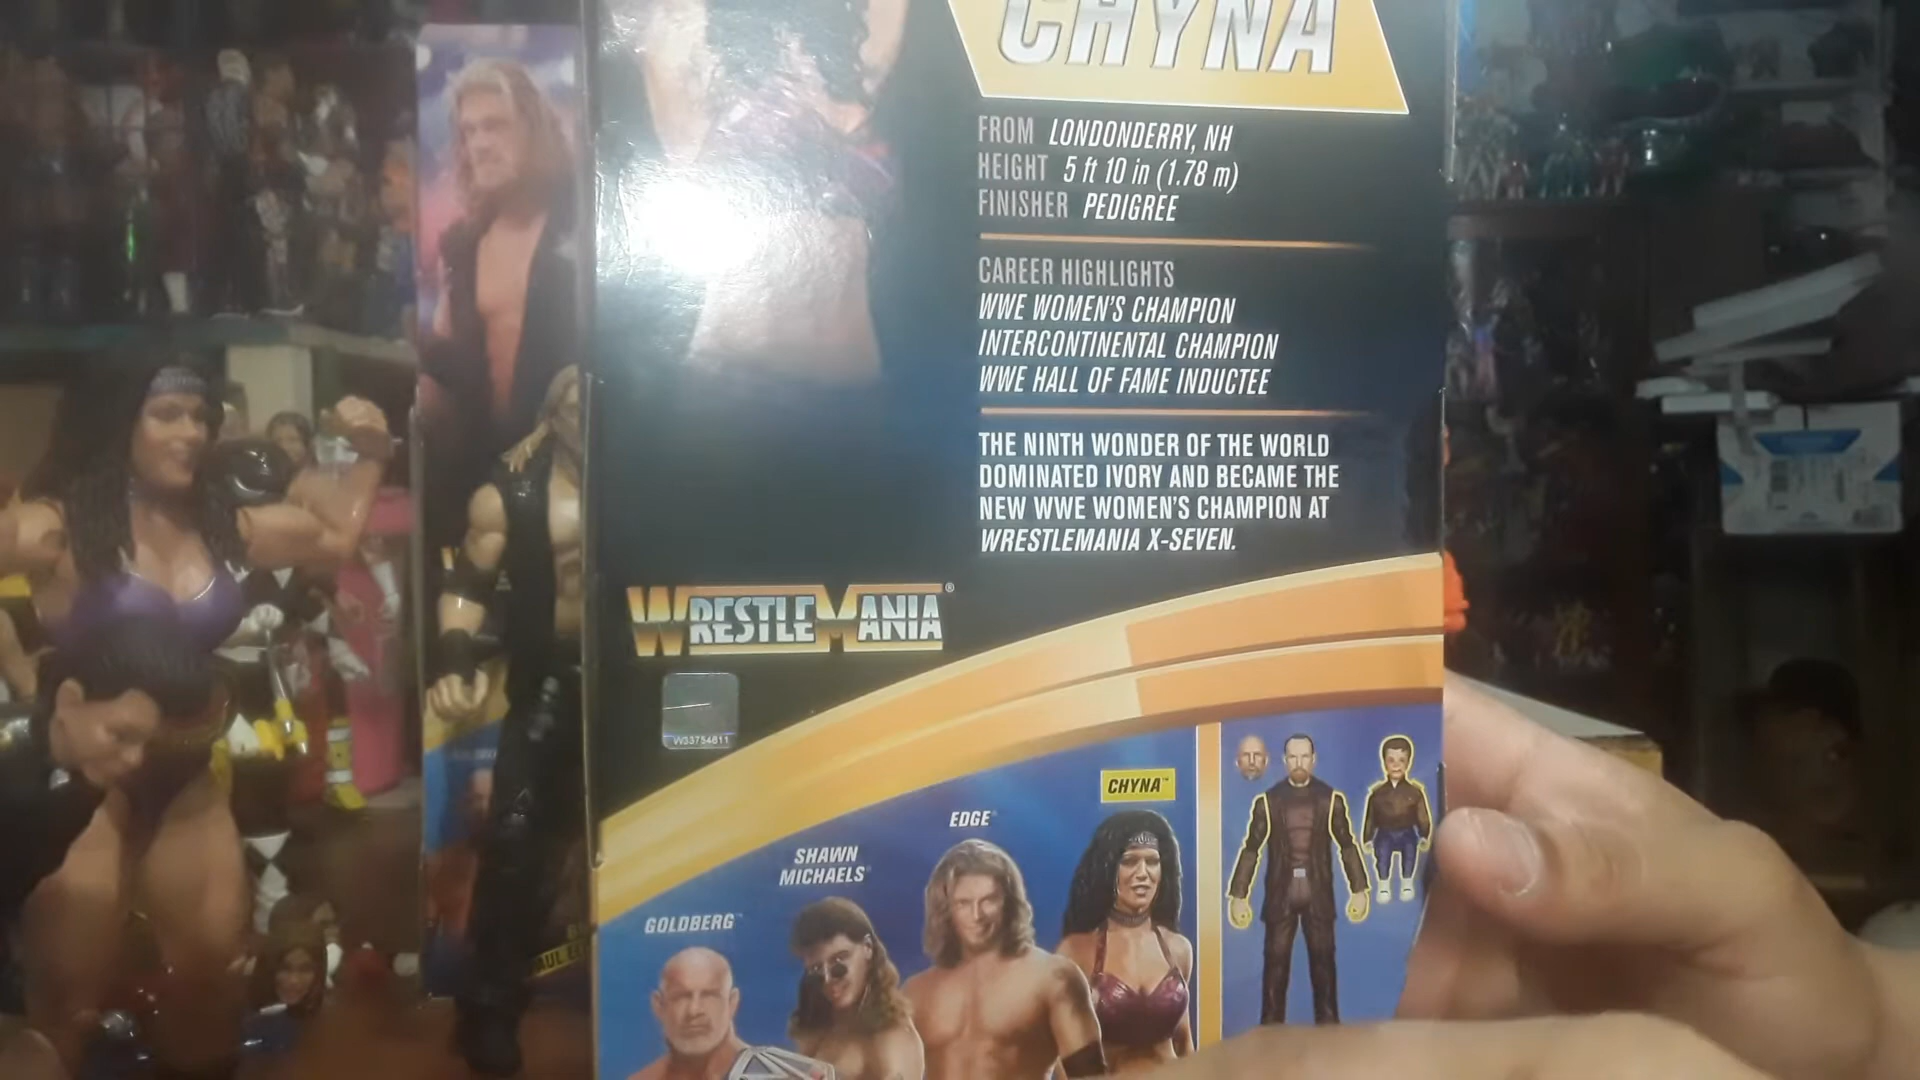 CHYNA
FROM LONDONDERRY, NH
HEIGHT 5 ft 10 in (1.78 m)
FINISHER PEDIGREE
CAREER HIGHLIGHTS
WWE WOMEN'S CHAMPION
INTERCONTINENTAL CHAMPION
WWE HALL OF FAME INDUCTEE
THE NINTH WONDER OF THE WORLD
DOMINATED IVORY AND BECAME THE
NEW WWE WOMEN'S CHAMPION AT
WRESTLEMANIA X-SEVEN.
WRESTLEMANIA®
CHYNA™
EDGE®
SHAWN
MICHAELS®
GOLDBERG™